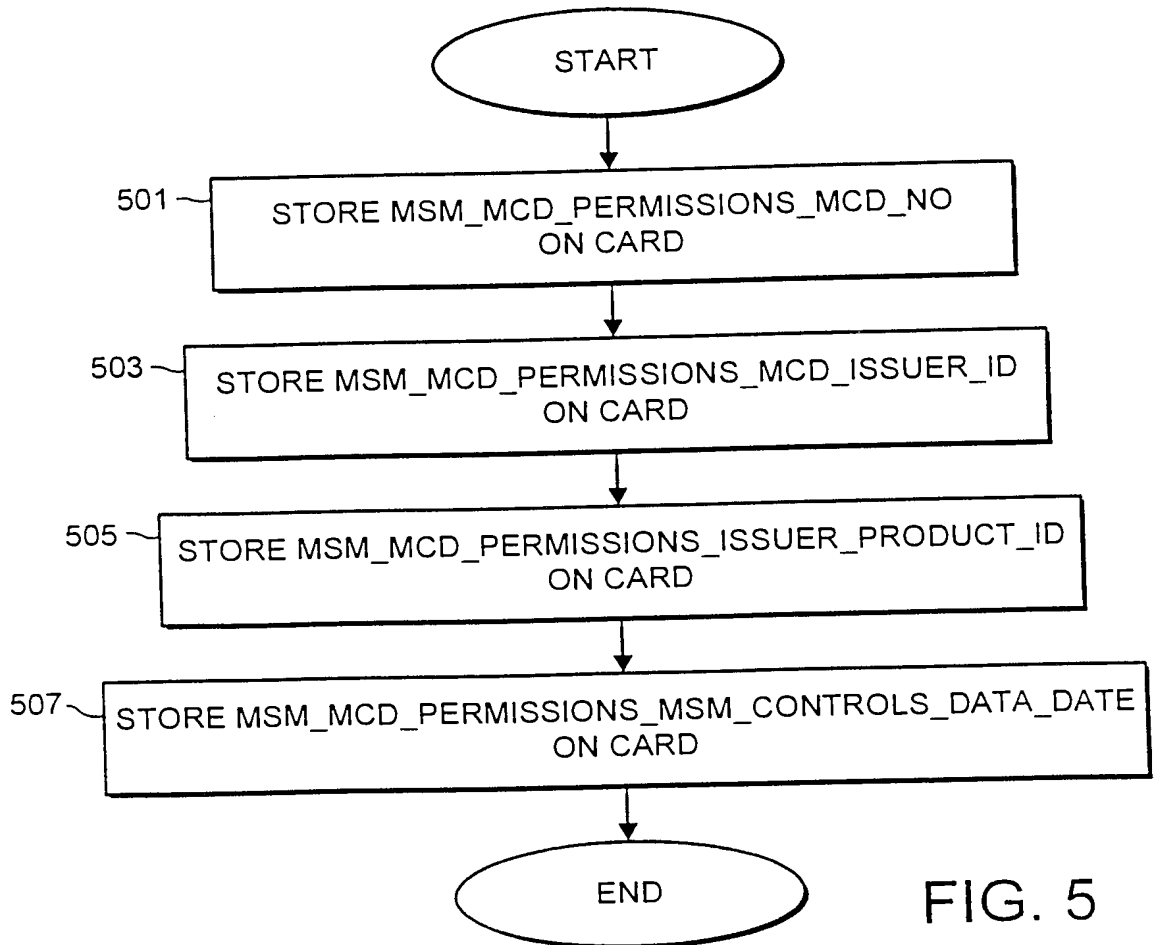 START
501
STORE MSM_MCD_PERMISSIONS_MCD_NO
ON CARD
503
STORE MSM_MCD_PERMISSIONS_MCD_ISSUER_ID
ON CARD
505
STORE MSM_MCD_PERMISSIONS_ISSUER_PRODUCT_ID
ON CARD
507
STORE MSM_MCD_PERMISSIONS_MSM_CONTROLS_DATA_DATE
ON CARD
END
FIG. 5